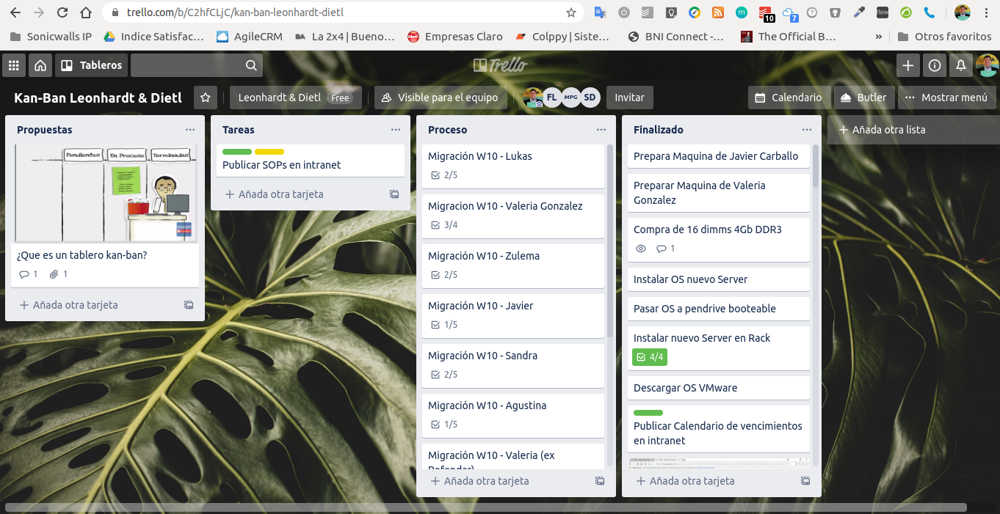 trello.com/b/C2hfCLjC/kan-ban-leonhardt-dietl
10
7
flow
Sonicwalls IP
Indice Satisfac...
AgileCRM
BA La 2x4 | Bueno...
Empresas Claro
Colppy | Siste...
BNI Connect -...
The Official B...
»
Otros favoritos
Tableros
Trello
Kan-Ban Leonhardt & Dietl
Leonhardt & Dietl Free
Visible para el equipo
FL
MPG
SD
Invitar
Calendario
Butler
Mostrar menú
Propuestas
Pendientes
En Proceso
Terminadas
¿Que es un tablero kan-ban?
1
1
Añada otra tarjeta
Tareas
Publicar SOPs en intranet
Añada otra tarjeta
Proceso
Migración W10 - Lukas
2/5
Migración W10 - Valeria Gonzalez
3/4
Migración W10 - Zulema
2/5
Migración W10 - Javier
1/5
Migración W10 - Sandra
2/5
Migración W10 - Agustina
1/5
Migración W10 - Valeria (ex
Añada otra tarjeta
Finalizado
Prepara Maquina de Javier Carballo
Preparar Maquina de Valeria
Gonzalez
Compra de 16 dimms 4Gb DDR3
1
Instalar OS nuevo Server
Pasar OS a pendrive booteable
Instalar nuevo Server en Rack
4/4
Descargar OS VMware
Publicar Calendario de vencimientos
en intranet
Añada otra tarjeta
Añada otra lista